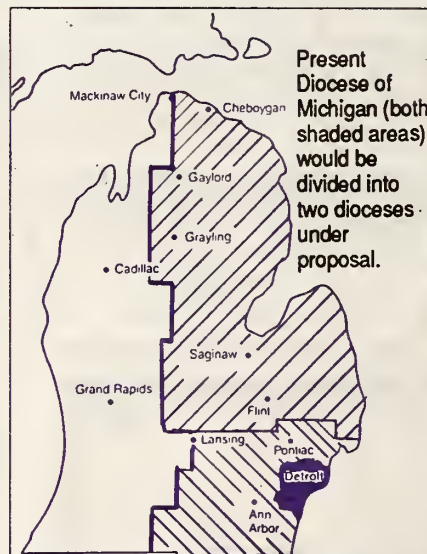 Present
Diocese of
Michigan (both
shaded areas)
would be
divided into
two dioceses
under
proposal.
Mackinaw City
Cheboygan
Gaylord
Grayling
Cadillac
Saginaw
Grand Rapids
Flint
Lansing
Pontiac
Detroit
Ann
Arbor